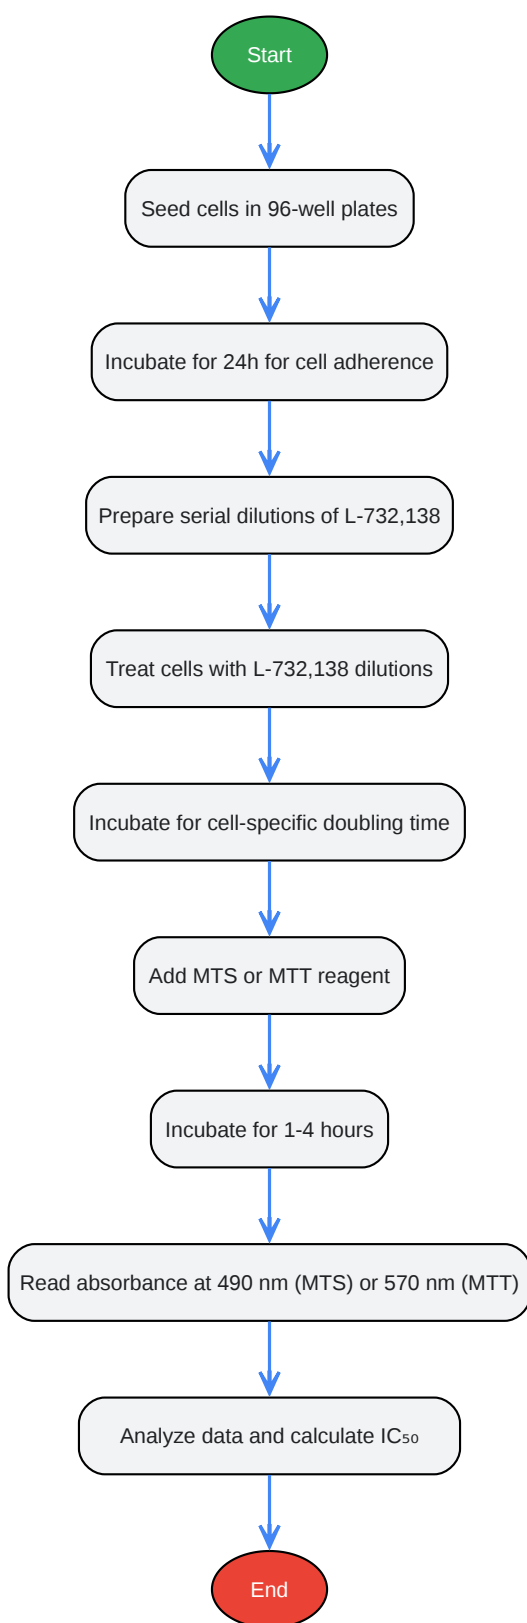 Start
Seed cells in 96-well plates
Incubate for 24h for cell adherence
Prepare serial dilutions of L-732,138
Treat cells with L-732,138 dilutions
Incubate for cell-specific doubling time
Add MTS or MTT reagent
Incubate for 1-4 hours
Read absorbance at 490 nm (MTS) or 570 nm (MTT)
Analyze data and calculate IC₅₀
End